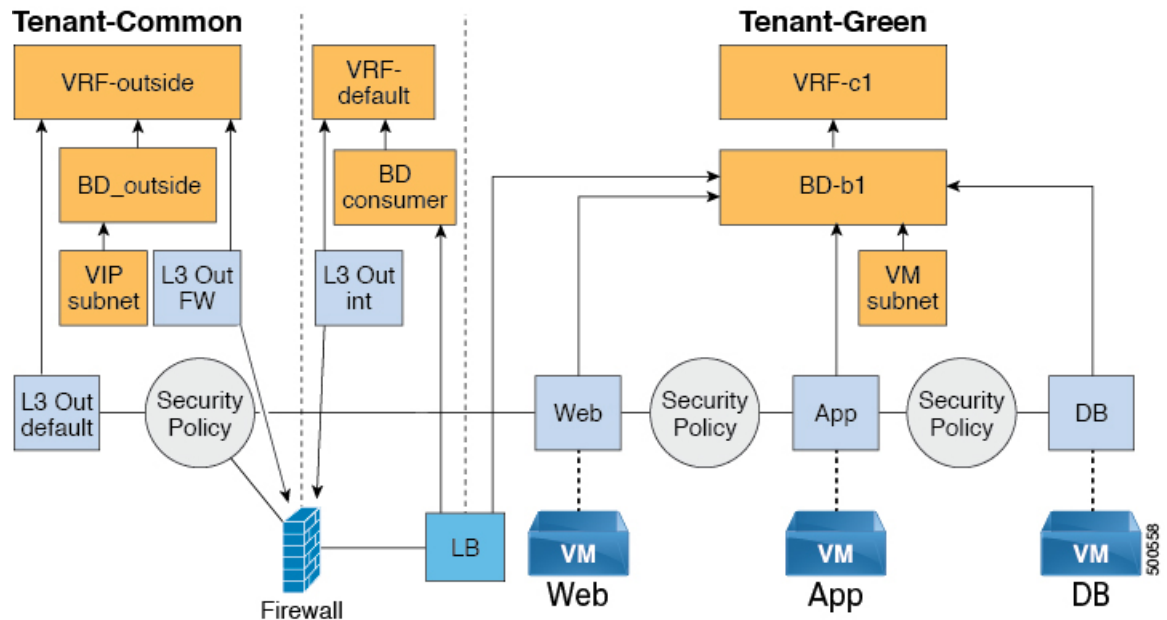 Tenant-Common
Tenant-Green
VRF-outside
VRF-
default
VRF-c1
BD_outside
BD
consumer
BD-b1
VIP
subnet
L3 Out
FW
L3 Out
int
VM
subnet
L3 Out
default
Security
Policy
Web
Security
Policy
App
Security
Policy
DB
LB
VM
VM
VM
Firewall
Web
App
DB
500558